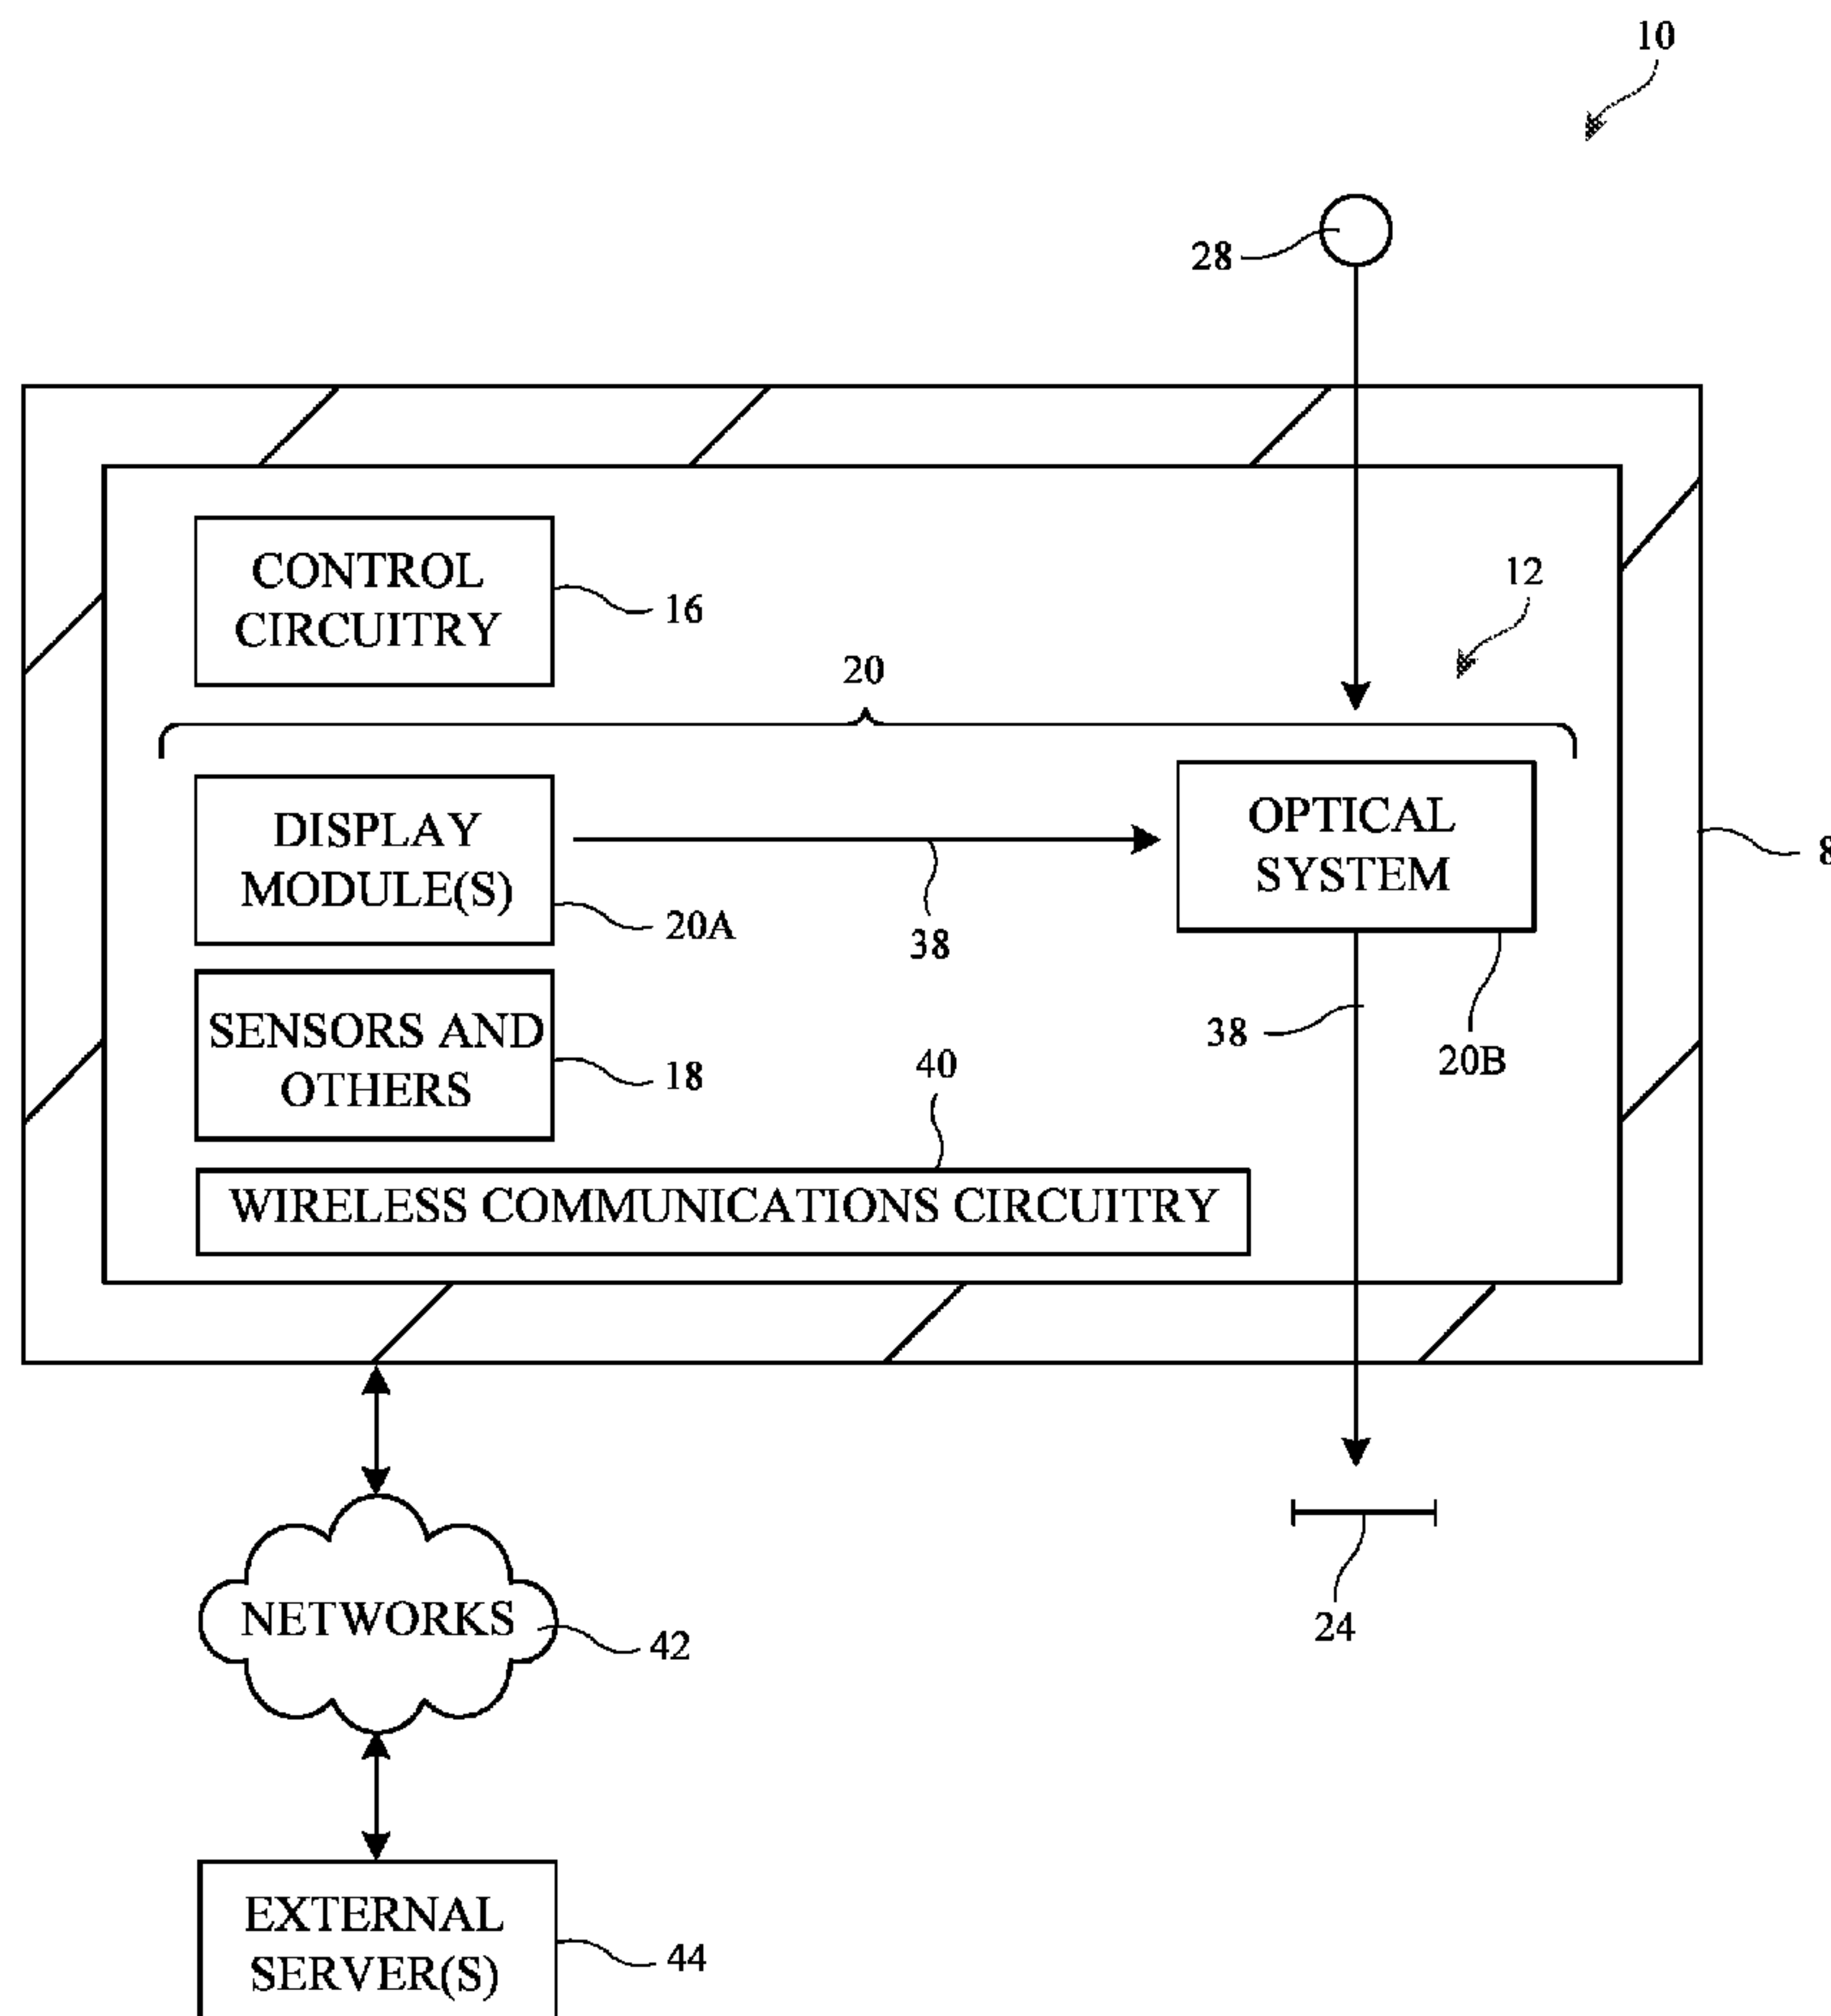 10
28
CONTROL
CIRCUITRY
16
12
20
DISPLAY
MODULE(S)
20A
38
OPTICAL
SYSTEM
8
SENSORS AND
OTHERS
18
40
38
20B
WIRELESS COMMUNICATIONS CIRCUITRY
24
NETWORKS
42
EXTERNAL
SERVER(S)
44